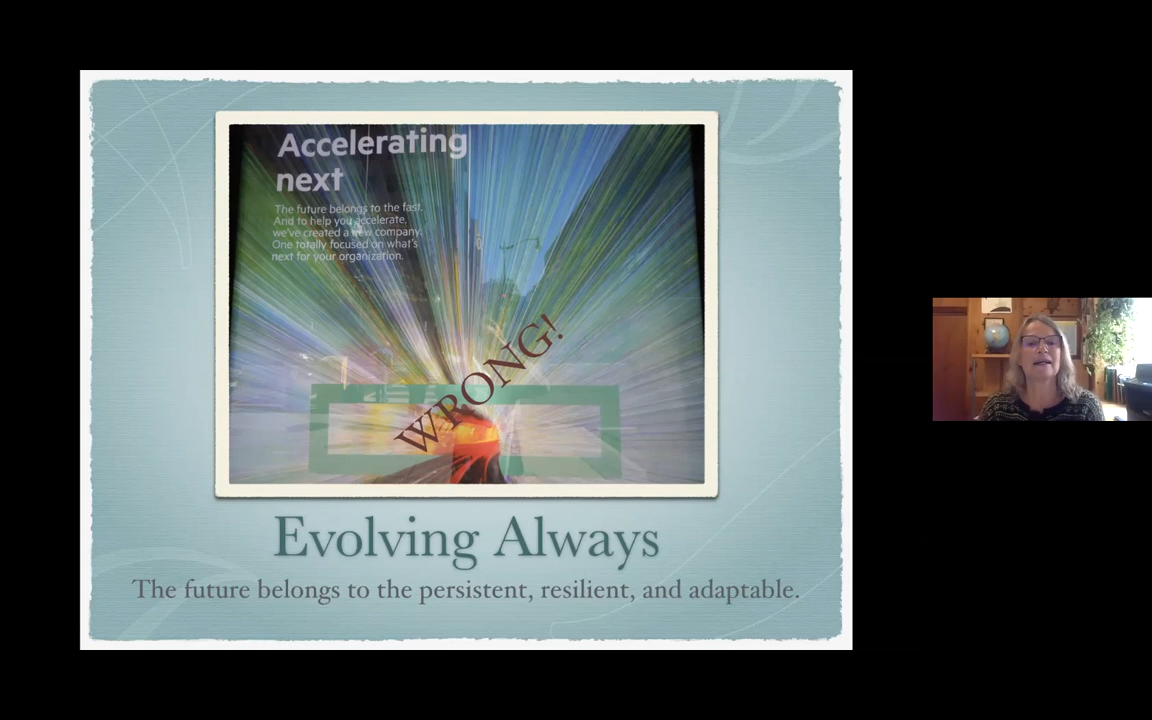 Accelerating
next
The future belongs to the fast.
And to help you accelerate,
we've created a new company.
One totally focused on what's
next for your organization.
WRONG!
Evolving Always
The future belongs to the persistent, resilient, and adaptable.